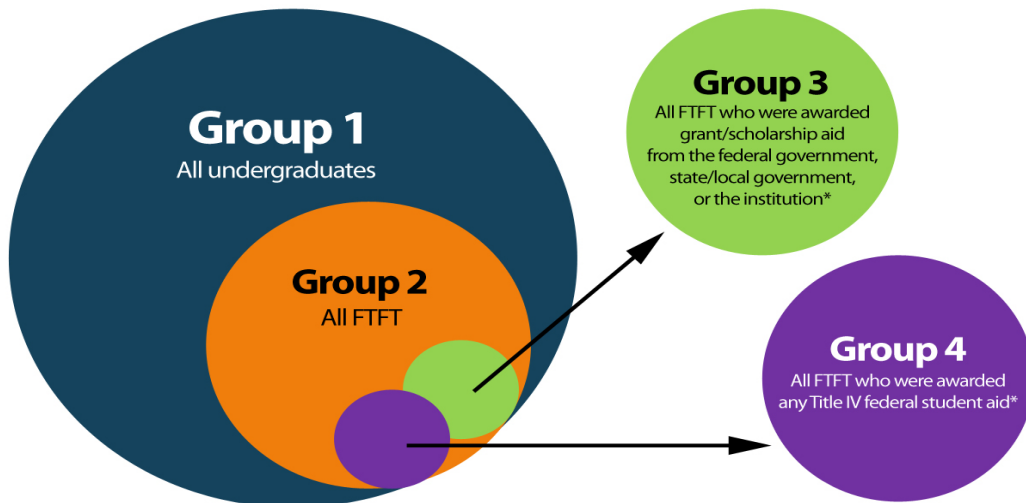 Group 1
All undergraduates
Group 2
All FTFT
Group 3
All FTFT who were awarded
grant/scholarship aid
from the federal government,
state/local government,
or the institution*
Group 4
All FTFT who were awarded
any Title IV federal student aid*